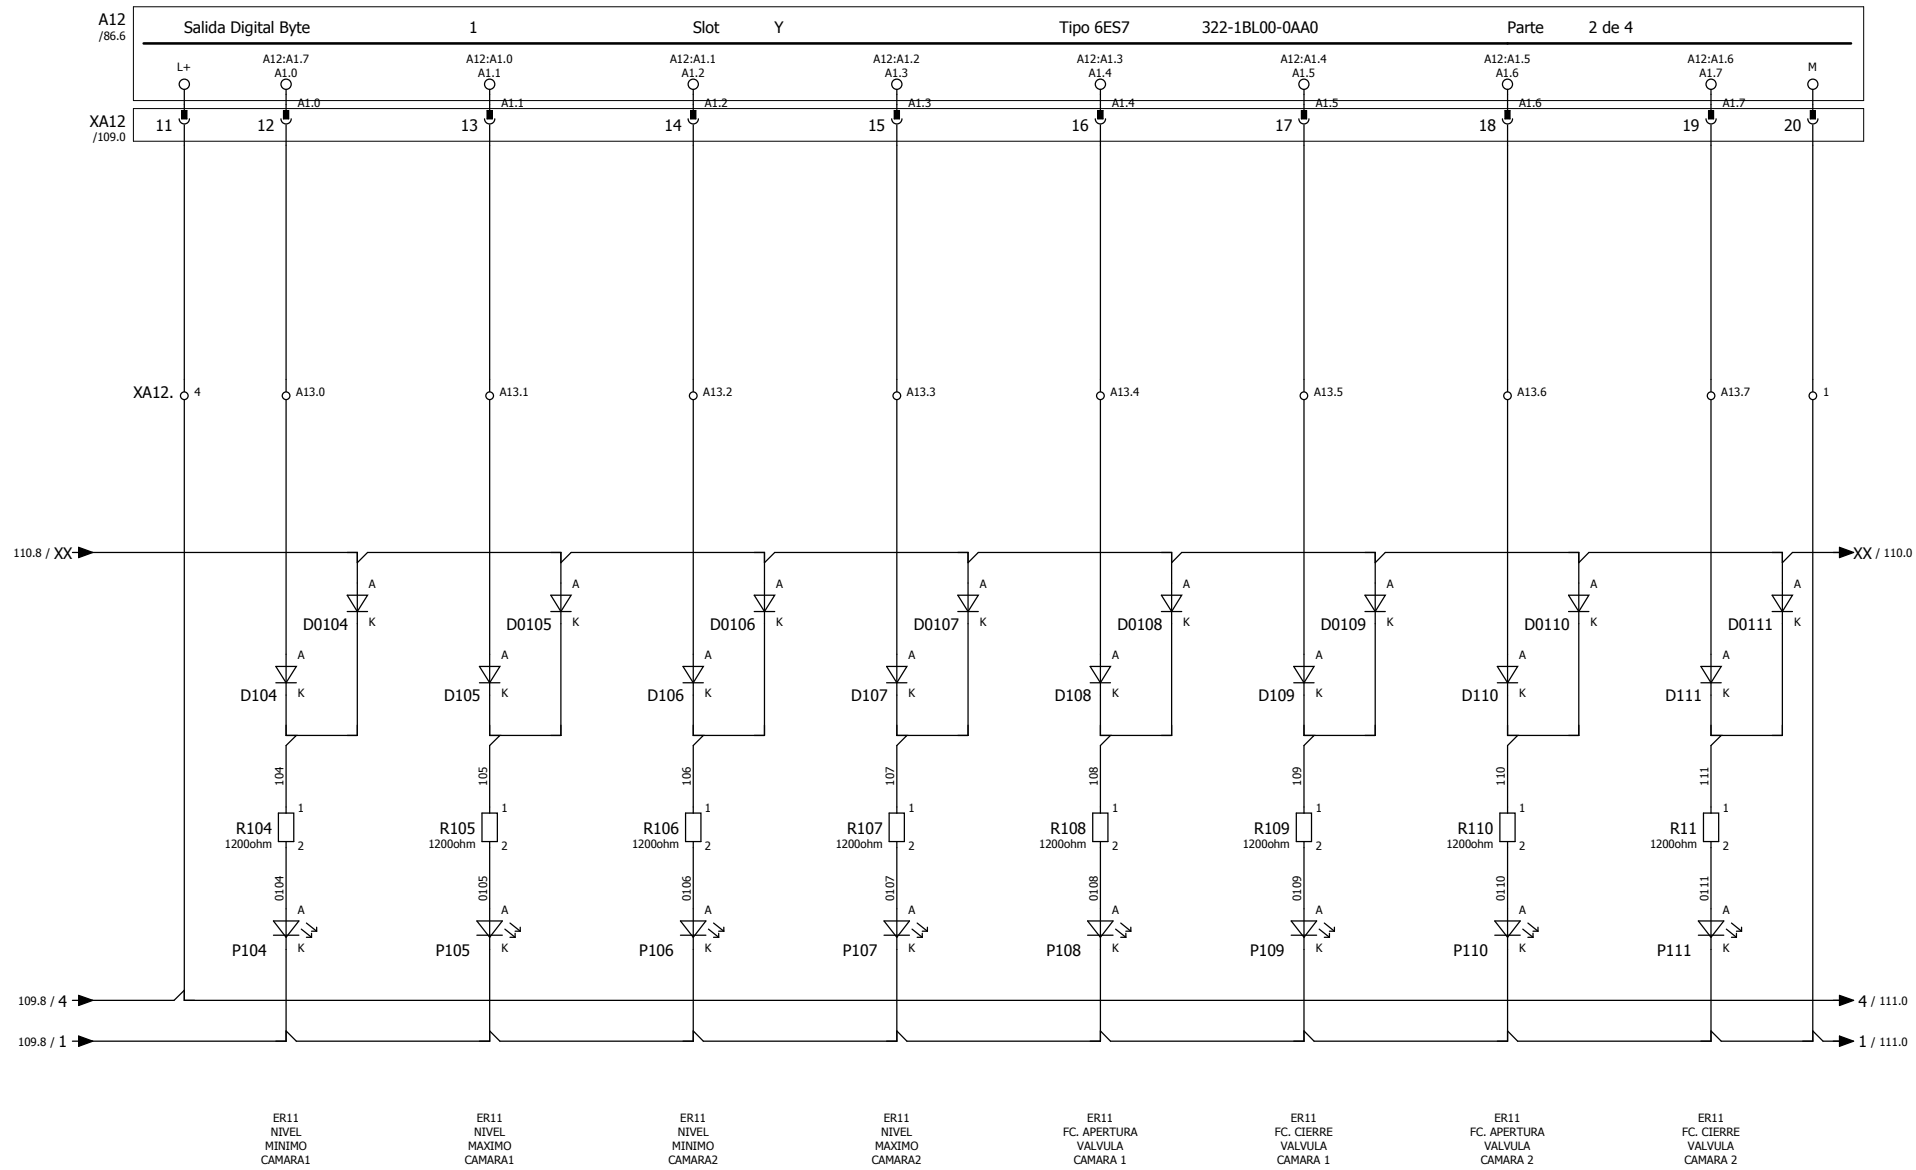 A12
/86.6
Salida Digital Byte 1 Slot Y Tipo 6ES7 322-1BL00-0AA0 Parte 2 de 4
L+ A12:A1.7 A12:A1.0 A12:A1.1 A12:A1.2 A12:A1.3 A12:A1.4 A12:A1.5 A12:A1.6 M
A1.0 A1.1 A1.2 A1.3 A1.4 A1.5 A1.6 A1.7
A1.0 A1.1 A1.2 A1.3 A1.4 A1.5 A1.6 A1.7
XA12
/109.0
11 12 13 14 15 16 17 18 19 20
XA12. 4 A13.0 A13.1 A13.2 A13.3 A13.4 A13.5 A13.6 A13.7 1
110.8 / XX XX / 110.0
A A A A A A A A
D0104 K D0105 K D0106 K D0107 K D0108 K D0109 K D0110 K D0111 K
A A A A A A A A
D104 K D105 K D106 K D107 K D108 K D109 K D110 K D111 K
104 105 106 107 108 109 110 111
1 1 1 1 1 1 1 1
R104 R105 R106 R107 R108 R109 R110 R11
1200ohm 2 1200ohm 2 1200ohm 2 1200ohm 2 1200ohm 2 1200ohm 2 1200ohm 2 1200ohm 2
0104 0105 0106 0107 0108 0109 0110 0111
A A A A A A A A
P104 K P105 K P106 K P107 K P108 K P109 K P110 K P111 K
109.8 / 4 4 / 111.0
109.8 / 1 1 / 111.0
ER11
NIVEL
MINIMO
CAMARA1
ER11
NIVEL
MAXIMO
CAMARA1
ER11
NIVEL
MINIMO
CAMARA2
ER11
NIVEL
MAXIMO
CAMARA2
ER11
FC. APERTURA
VALVULA
CAMARA 1
ER11
FC. CIERRE
VALVULA
CAMARA 1
ER11
FC. APERTURA
VALVULA
CAMARA 2
ER11
FC. CIERRE
VALVULA
CAMARA 2